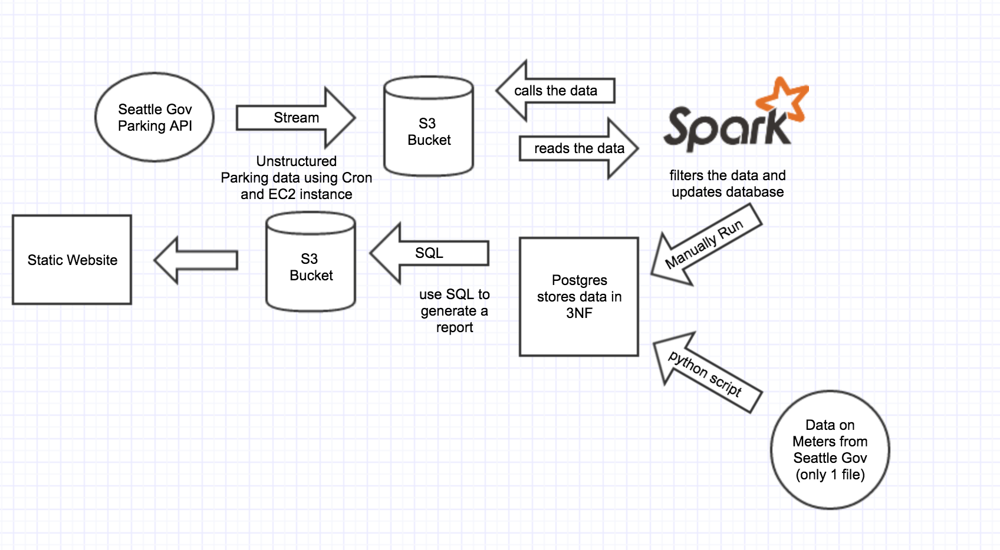 Seattle Gov
Parking API
Stream
Unstructured
Parking data using Cron
and EC2 instance
S3
Bucket
calls the data
reads the data
Spark
filters the data and
updates database
Manually Run
Static Website
S3
Bucket
SQL
use SQL to
generate a
report
Postgres
stores data in
3NF
python script
Data on
Meters from
Seattle Gov
(only 1 file)